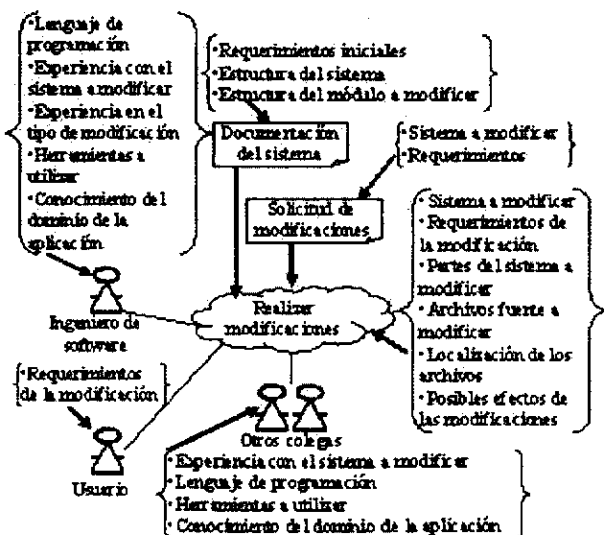 •Lenguaje de
programación
•Experiencia con el
sistema a modificar
•Experiencia en el
tipo de modificación
•Herramientas a
utilizar
•Conocimiento del
dominio de la
aplicación
•Requerimientos iniciales
•Estructura del sistema
•Estructura del módulo a modificar
Documentación
del sistema
•Sistema a modificar
•Requerimientos
Solicitud de
modificaciones
•Sistema a modificar
•Requerimientos de
la modificación
•Partes del sistema a
modificar
•Archivos fuente a
modificar
•Localización de los
archivos
•Posibles efectos de
las modificaciones
Realizar
modificaciones
Ingeniero de
software
•Requerimientos
de la modificación
Usuario
Otros colegas
•Experiencia con el sistema a modificar
•Lenguaje de programación
•Herramientas a utilizar
•Conocimiento del dominio de la aplicación